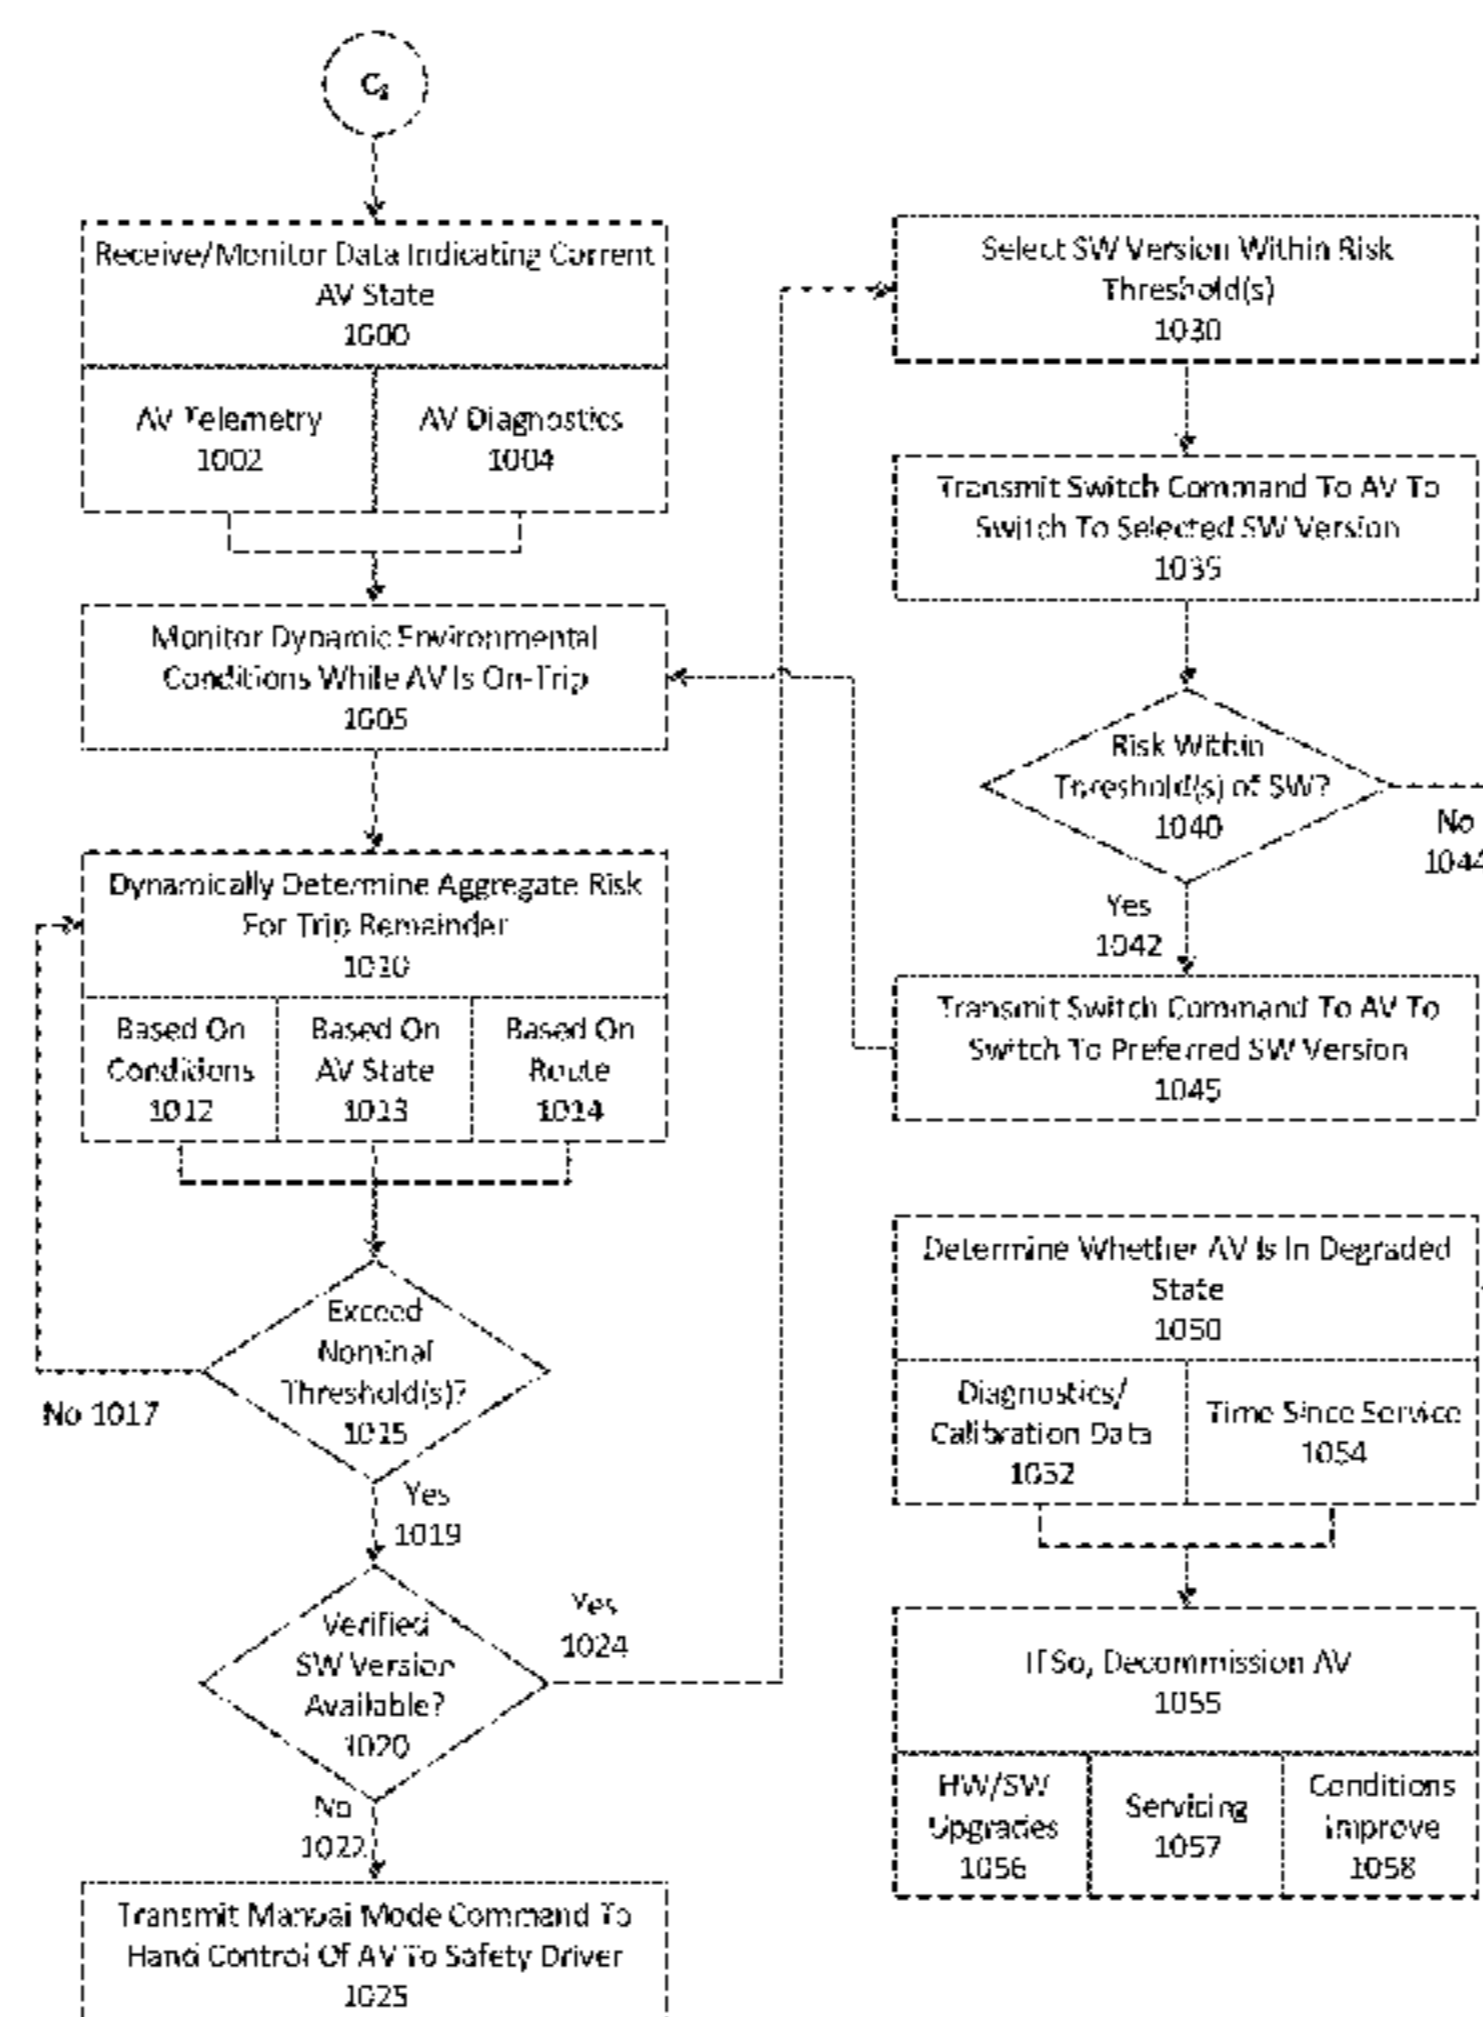 C₂
Receive/Monitor Data Indicating Current
AV State
1000
AV Telemetry
1002
AV Diagnostics
1004
Monitor Dynamic Environmental
Conditions While AV Is On-Trip
1005
Dynamically Determine Aggregate Risk
For Trip Remainder
1010
Based On
Conditions
1012
Based On
AV State
1013
Based On
Route
1014
Exceed
Nominal
Threshold(s)?
1015
No 1017
Yes
1019
Verified
SW Version
Available?
1020
Yes
1024
No
1022
Transmit Manual Mode Command To
Hand Control Of AV To Safety Driver
1025
Select SW Version Within Risk
Threshold(s)
1030
Transmit Switch Command To AV To
Switch To Selected SW Version
1035
Risk Within
Threshold(s) of SW?
1040
No
1044
Yes
1042
Transmit Switch Command To AV To
Switch To Preferred SW Version
1045
Determine Whether AV Is In Degraded
State
1050
Diagnostics/
Calibration Data
1052
Time Since Service
1054
If So, Decommission AV
1055
HW/SW
Upgrades
1056
Servicing
1057
Conditions
Improve
1058